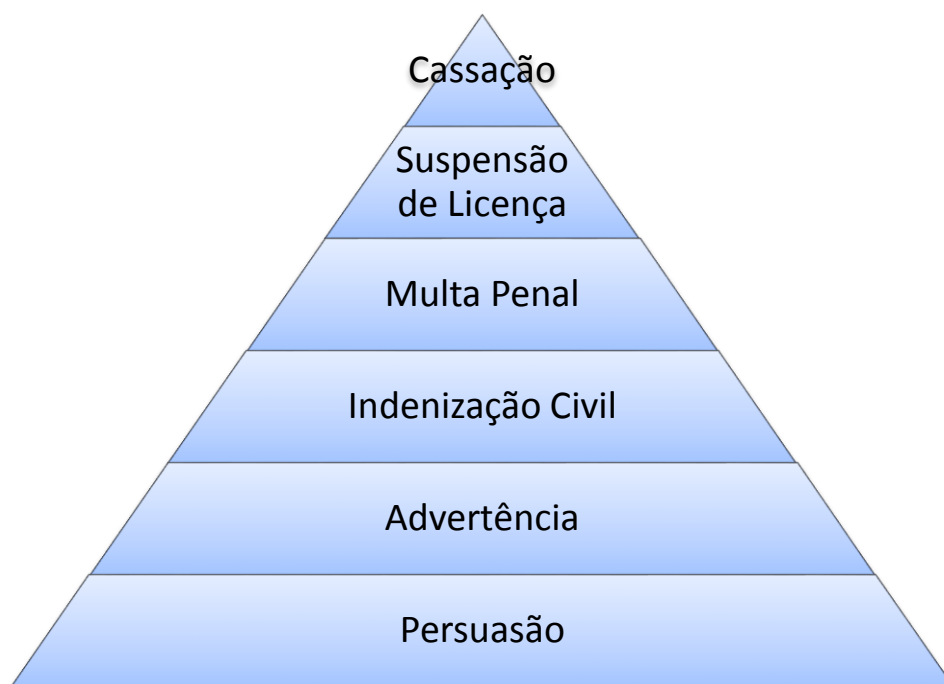 Cassação
Suspensão
de Licença
Multa Penal
Indenização Civil
Advertência
Persuasão